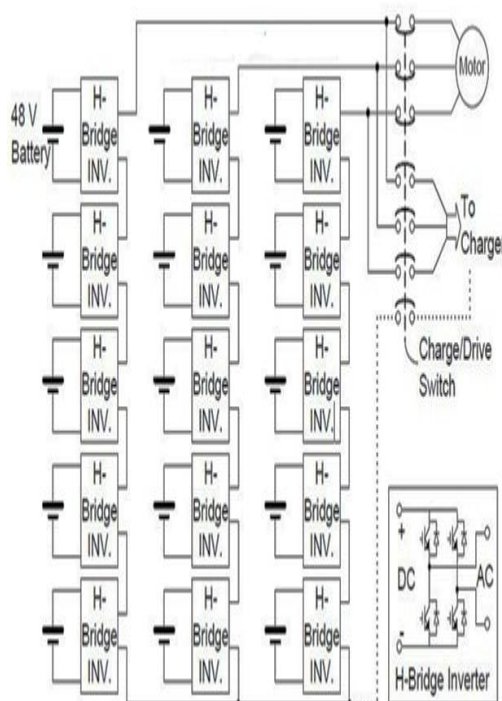 48 V
Battery
H-
Bridge
INV.
H-
Bridge
INV.
H-
Bridge
INV.
H-
Bridge
INV.
H-
Bridge
INV.
H-
Bridge
INV.
H-
Bridge
INV.
H-
Bridge
INV.
H-
Bridge
INV.
H-
Bridge
INV.
H-
Bridge
INV.
H-
Bridge
INV.
H-
Bridge
INV.
H-
Bridge
INV.
H-
Bridge
INV.
Motor
To
Charge
Charge/Drive
Switch
+
DC
AC
-
H-Bridge Inverter